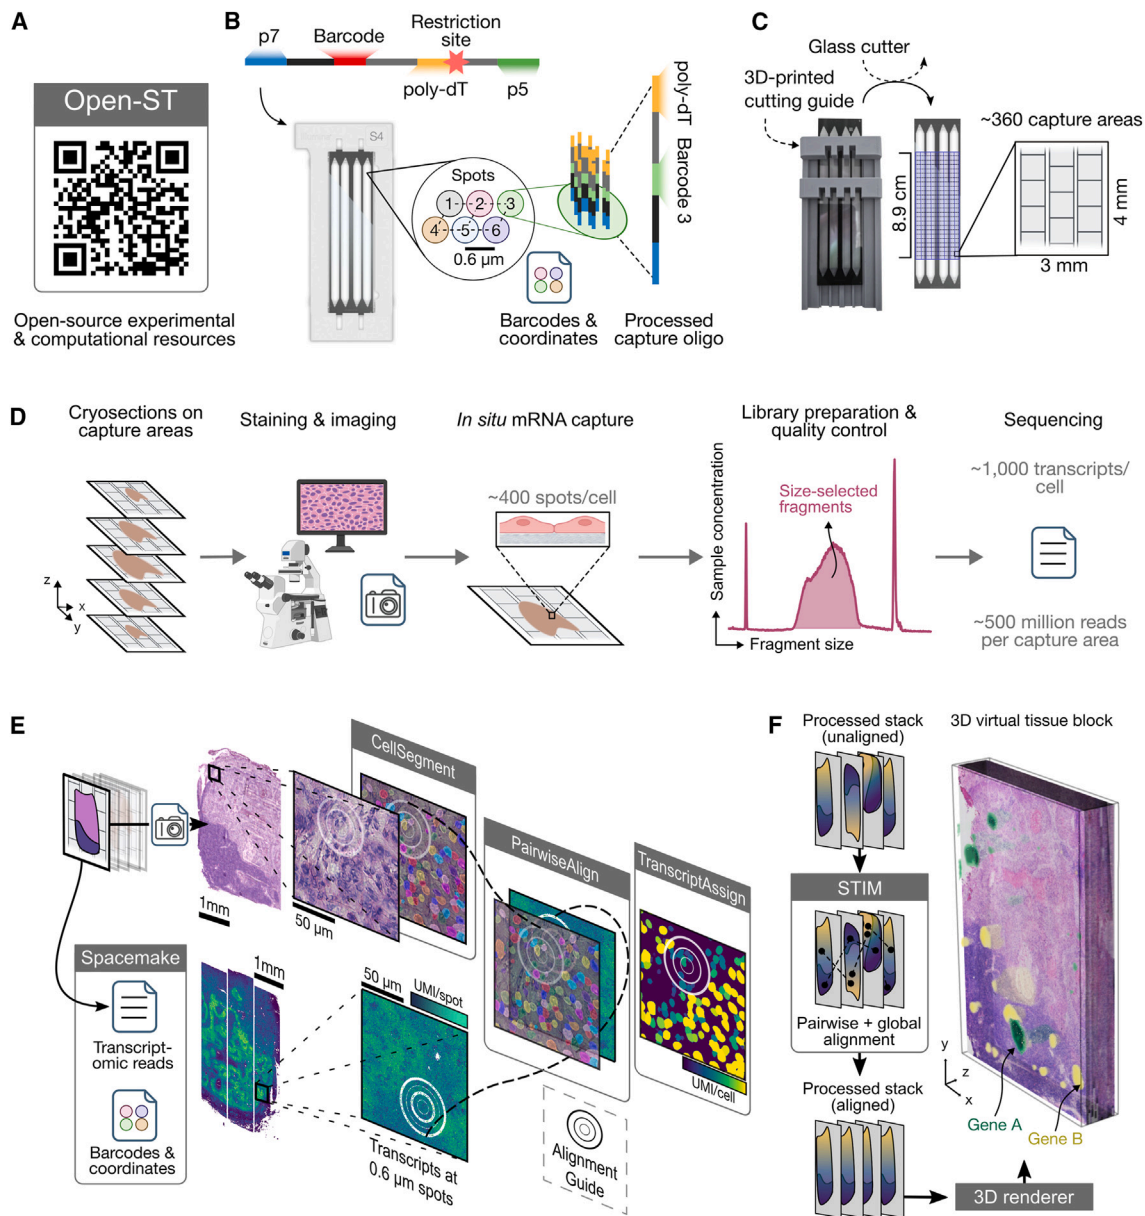 A
Open-ST
Open-source experimental
& computational resources
B
p7
Barcode
Restriction
site
poly-dT
p5
S4
Spots
1
2
3
4
5
6
0.6 µm
Barcodes &
coordinates
poly-dT
Barcode 3
Processed
capture oligo
C
Glass cutter
3D-printed
cutting guide
8.9 cm
~360 capture areas
4 mm
3 mm
D
Cryosections on
capture areas
z
x
y
Staining & imaging
In situ mRNA capture
~400 spots/cell
Library preparation &
quality control
Sample concentration
Size-selected
fragments
Fragment size
Sequencing
~1,000 transcripts/
cell
~500 million reads
per capture area
E
1mm
50 µm
CellSegment
PairwiseAlign
TranscriptAssign
UMI/cell
Spacemake
Transcript-
omic reads
Barcodes &
coordinates
1mm
50 µm
UMI/spot
Transcripts at
0.6 µm spots
Alignment
Guide
F
Processed stack
(unaligned)
STIM
Pairwise + global
alignment
Processed stack
(aligned)
3D virtual tissue block
y
z
x
Gene A
Gene B
3D renderer